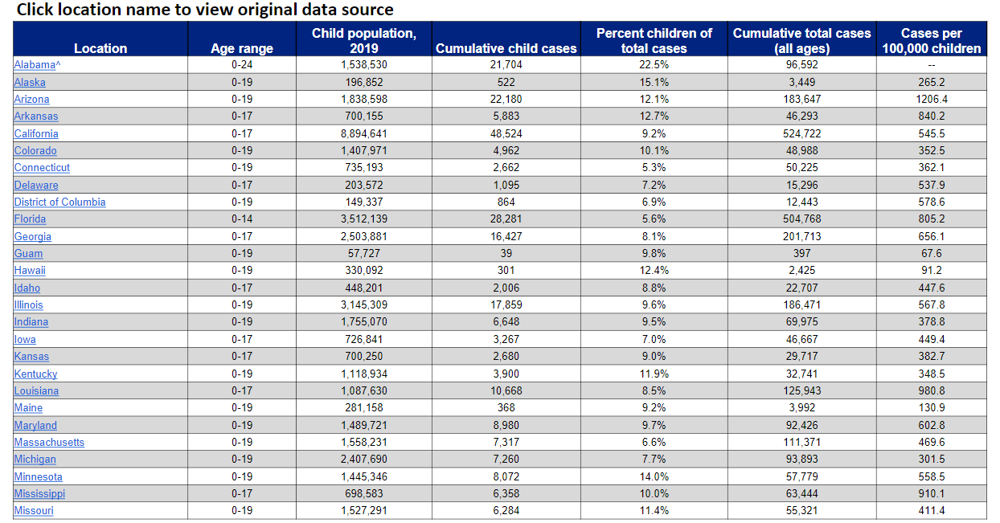 Click location name to view original data source
Location Age range Child population, 2019 Cumulative child cases Percent children of total cases Cumulative total cases (all ages) Cases per 100,000 children
Alabama^ 0-24 1,538,530 21,704 22.5% 96,592 --
Alaska 0-19 196,852 522 15.1% 3,449 265.2
Arizona 0-19 1,838,598 22,180 12.1% 183,647 1206.4
Arkansas 0-17 700,155 5,883 12.7% 46,293 840.2
California 0-17 8,894,641 48,524 9.2% 524,722 545.5
Colorado 0-19 1,407,971 4,962 10.1% 48,988 352.5
Connecticut 0-19 735,193 2,662 5.3% 50,225 362.1
Delaware 0-17 203,572 1,095 7.2% 15,296 537.9
District of Columbia 0-19 149,337 864 6.9% 12,443 578.6
Florida 0-14 3,512,139 28,281 5.6% 504,768 805.2
Georgia 0-17 2,503,881 16,427 8.1% 201,713 656.1
Guam 0-19 57,727 39 9.8% 397 67.6
Hawaii 0-19 330,092 301 12.4% 2,425 91.2
Idaho 0-17 448,201 2,006 8.8% 22,707 447.6
Illinois 0-19 3,145,309 17,859 9.6% 186,471 567.8
Indiana 0-19 1,755,070 6,648 9.5% 69,975 378.8
Iowa 0-17 726,841 3,267 7.0% 46,667 449.4
Kansas 0-17 700,250 2,680 9.0% 29,717 382.7
Kentucky 0-19 1,118,934 3,900 11.9% 32,741 348.5
Louisiana 0-17 1,087,630 10,668 8.5% 125,943 980.8
Maine 0-19 281,158 368 9.2% 3,992 130.9
Maryland 0-19 1,489,721 8,980 9.7% 92,426 602.8
Massachusetts 0-19 1,558,231 7,317 6.6% 111,371 469.6
Michigan 0-19 2,407,690 7,260 7.7% 93,893 301.5
Minnesota 0-19 1,445,346 8,072 14.0% 57,779 558.5
Mississippi 0-17 698,583 6,358 10.0% 63,444 910.1
Missouri 0-19 1,527,291 6,284 11.4% 55,321 411.4